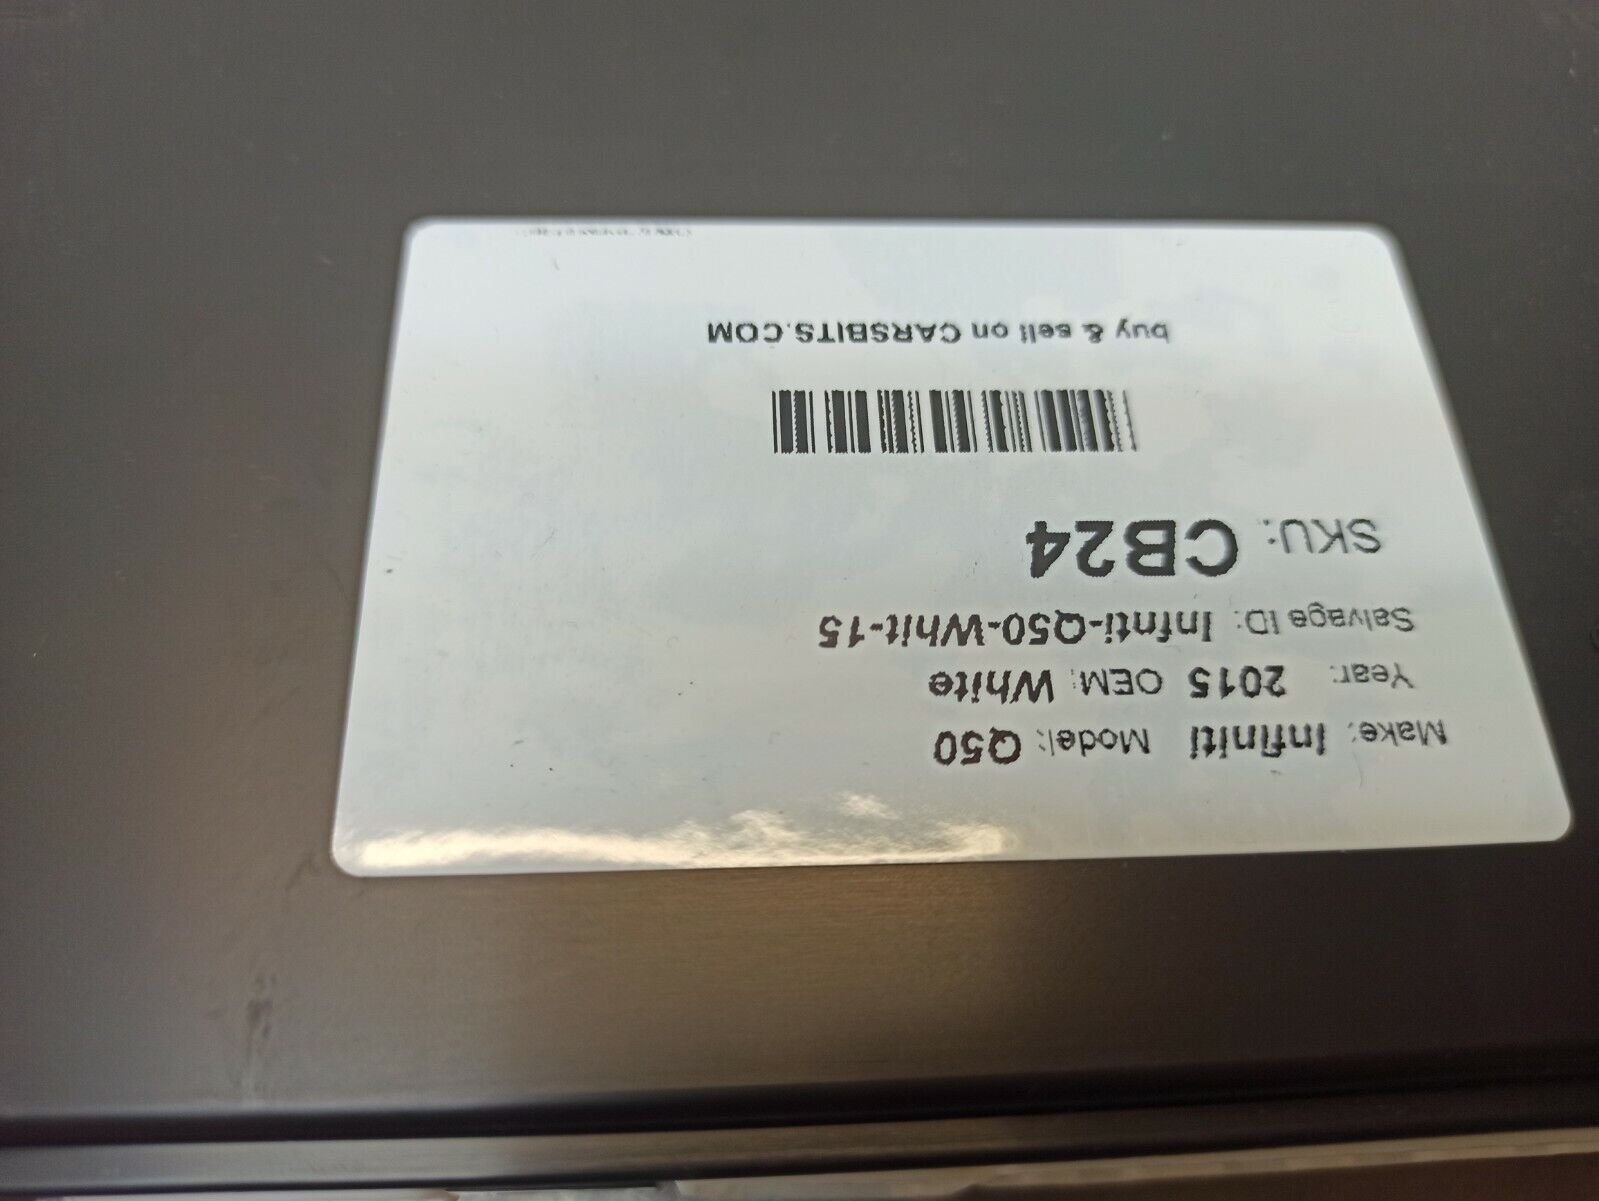 Make: Infiniti Model: Q50
Year: 2015 OEM: White
Salvage ID: Infnti-Q50-Whit-15
SKU: CB24
buy & sell on CARSBITS.COM